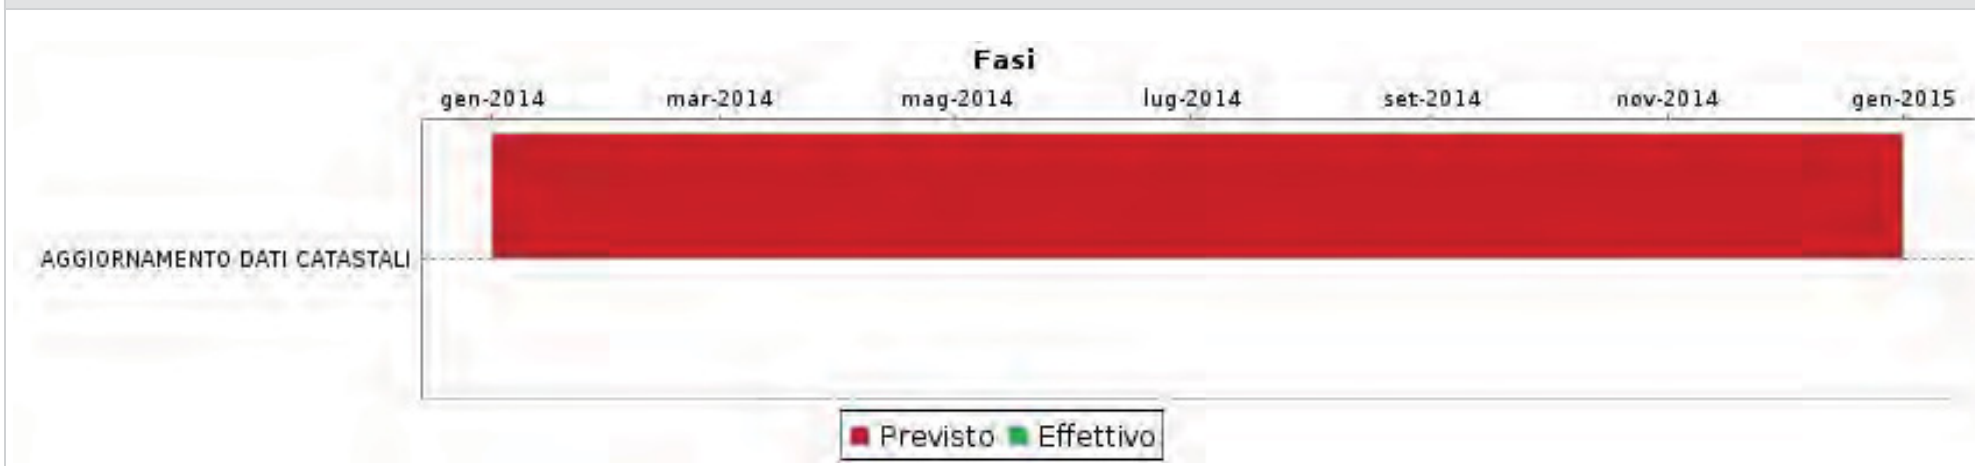 Fasi
gen-2014 mar-2014 mag-2014 lug-2014 set-2014 nov-2014 gen-2015
AGGIORNAMENTO DATI CATASTALI
Previsto Effettivo